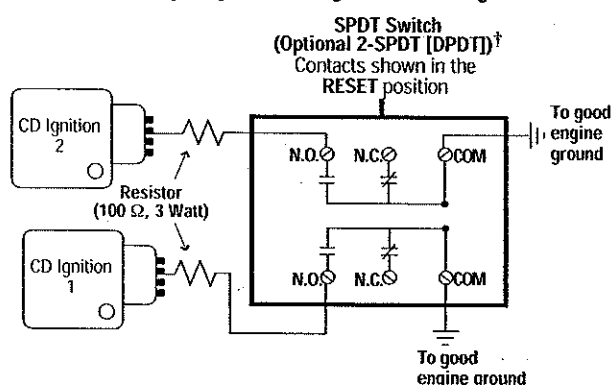 SPDT Switch
(Optional 2-SPDT [DPDT])†
Contacts shown in the
RESET position
To good
engine
ground
CD Ignition
2
N.O.
N.C.
COM
Resistor
(100 Ω, 3 Watt)
CD Ignition
1
N.O.
N.C.
COM
To good
engine ground